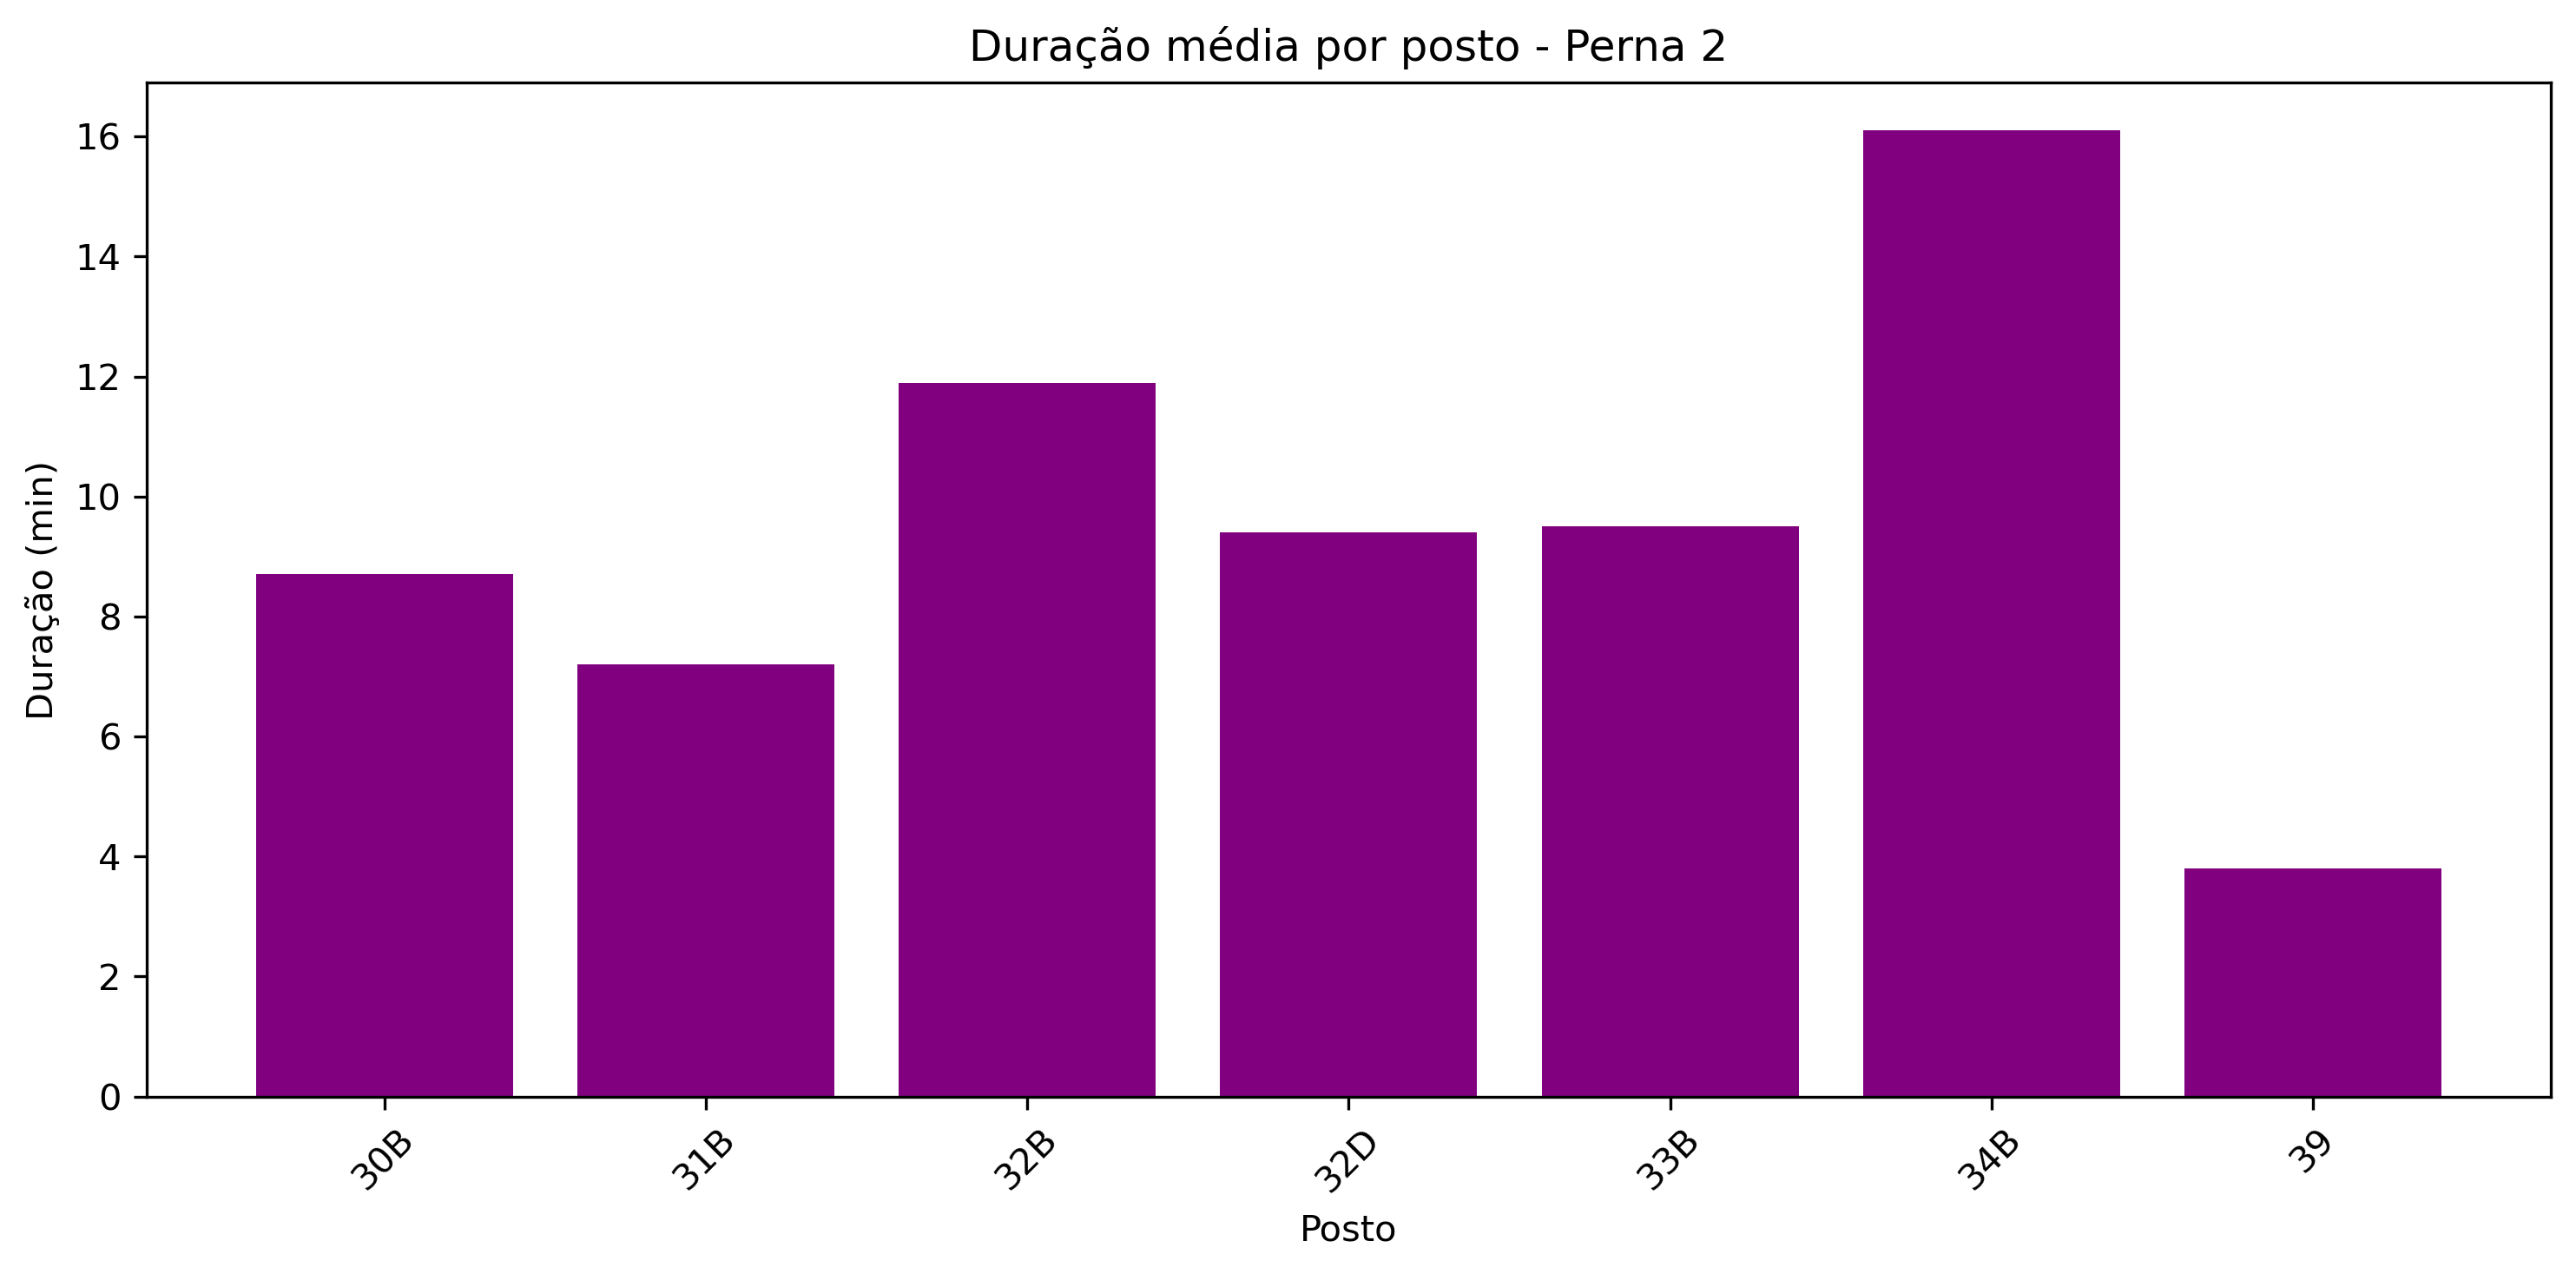 Duração média por posto - Perna 2
Duração (min)
16
14
12
10
8
6
4
2
0
30B
31B
32B
32D
33B
34B
39
Posto